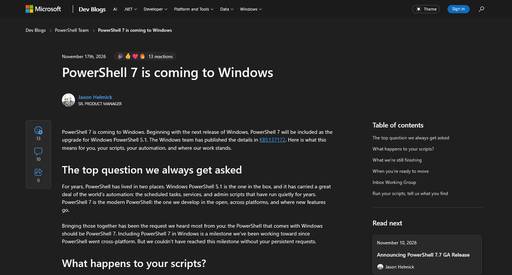 Microsoft
Dev Blogs
AI
.NET
Developer
Platform and Tools
Data
Windows
Theme
Sign in
Dev Blogs
PowerShell Team
PowerShell 7 is coming to Windows
November 17th, 2026
13 reactions
PowerShell 7 is coming to Windows
Jason Helmick
SR. PRODUCT MANAGER
13
10
0
PowerShell 7 is coming to Windows. Beginning with the next release of Windows, PowerShell 7 will be included as the
upgrade for Windows PowerShell 5.1. The Windows team has published the details in
Here is what this
means for you, your scripts, your automation, and where our work stands.
The top question we always get asked
For years, PowerShell has lived in two places. Windows PowerShell 5.1 is the one in the box, and it has carried a great
deal of the world's automation: the scheduled tasks, services, and admin scripts that have run quietly for years.
PowerShell 7 is the modern PowerShell: the one we develop in the open, across platforms, and where new features
go.
Bringing those together has been the request we heard most from you: the PowerShell that comes with Windows
should be PowerShell 7. Including PowerShell 7 in Windows is a milestone we've been working toward since
PowerShell went cross-platform. But we couldn't have reached this milestone without your persistent requests.
What happens to your scripts?
Table of contents
The top question we always get asked
What happens to your scripts?
What we're still finishing
When you're ready to move
Inbox Working Group
Run your scripts, tell us what you find
Read next
November 10, 2026
Announcing PowerShell 7.7 GA Release
Jason Helmick